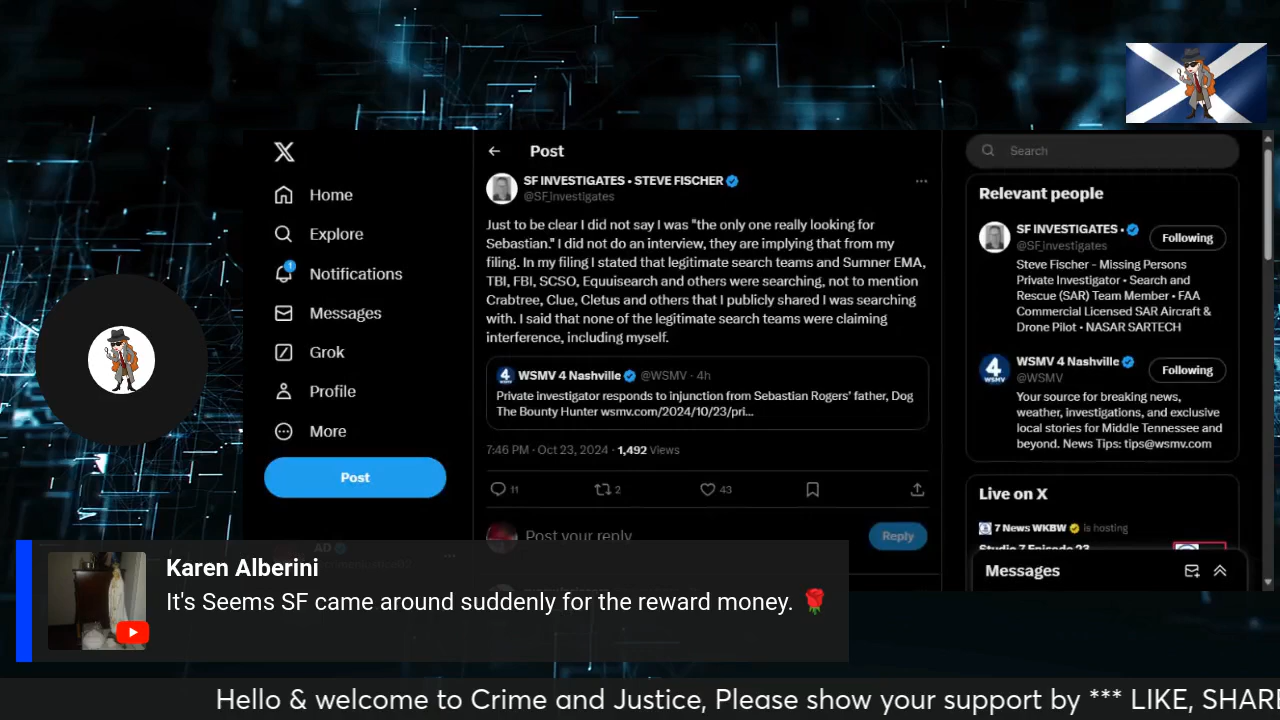 Post
Search
Home
Explore
1
Notifications
Messages
Grok
Profile
More
Post
SF INVESTIGATES • STEVE FISCHER
@SF_investigates
Just to be clear I did not say I was "the only one really looking for
Sebastian." I did not do an interview, they are implying that from my
filing. In my filing I stated that legitimate search teams and Sumner EMA,
TBI, FBI, SCSO, Equuisearch and others were searching, not to mention
Crabtree, Clue, Cletus and others that I publicly shared I was searching
with. I said that none of the legitimate search teams were claiming
interference, including myself.
4 WSMV
WSMV 4 Nashville @WSMV · 4h
Private investigator responds to injunction from Sebastian Rogers' father, Dog
The Bounty Hunter wsmv.com/2024/10/23/pri...
7:46 PM · Oct 23, 2024 · 1,492 Views
11
2
43
Post your reply
Reply
Relevant people
SF INVESTIGATES •
@SF_investigates
Following
Steve Fischer - Missing Persons
Private Investigator • Search and
Rescue (SAR) Team Member • FAA
Commercial Licensed SAR Aircraft &
Drone Pilot • NASAR SARTECH
4 WSMV
WSMV 4 Nashville
@WSMV
Following
Your source for breaking news,
weather, investigations, and exclusive
local stories for Middle Tennessee and
beyond. News Tips: tips@wsmv.com
Live on X
7 News WKBW is hosting
Studio 7 Episode 23
Messages
AD
Karen Alberini
It's Seems SF came around suddenly for the reward money. 🌹
Hello & welcome to Crime and Justice, Please show your support by *** LIKE, SHARE